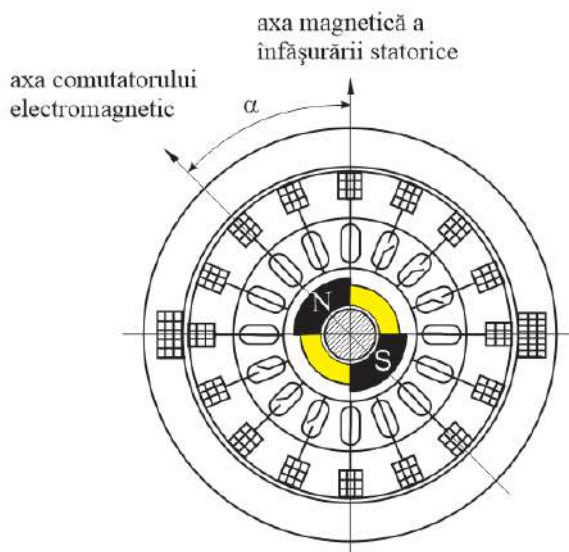 axa magnetică a
înfăşurării statorice
axa comutatorului
electromagnetic
α
N
S